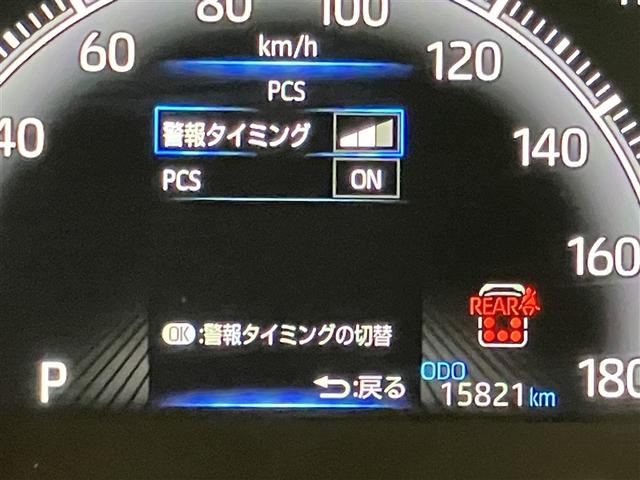 80
100
60
km/h
120
PCS
40
警報タイミング
140
PCS
ON
160
REAR
OK:警報タイミングの切替
P
:戻る
ODO
15821 km
180